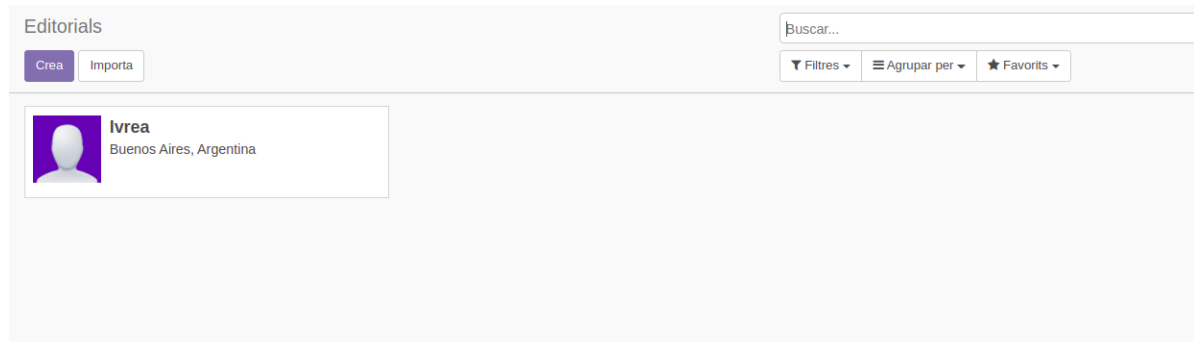 Editorials
Buscar...
Crea Importa
Filtres Agrupar per Favorits
Ivrea
Buenos Aires, Argentina